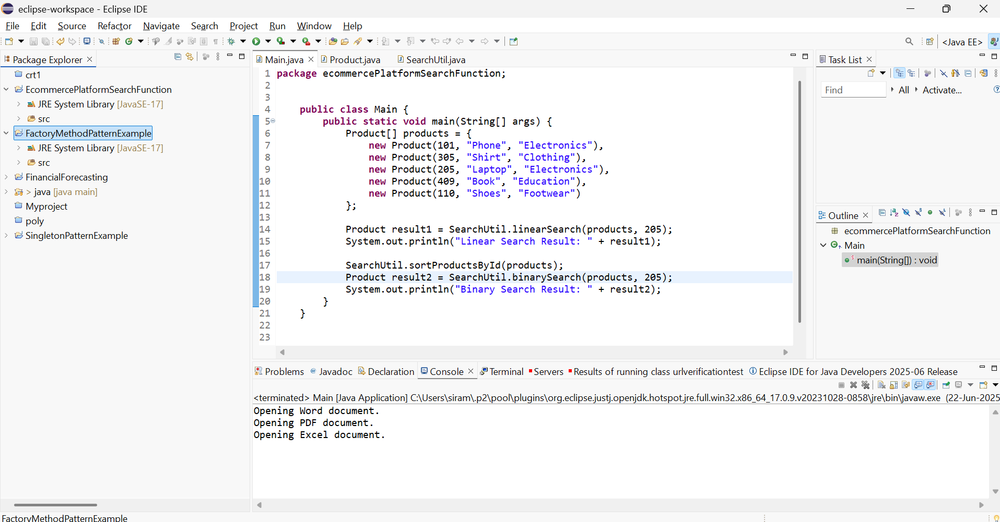 eclipse-workspace - Eclipse IDE
File Edit Source Refactor Navigate Search Project Run Window Help
<Java EE>
Package Explorer
crt1
EcommercePlatformSearchFunction
JRE System Library [JavaSE-17]
src
FactoryMethodPatternExample
JRE System Library [JavaSE-17]
src
FinancialForecasting
> java [java main]
Myproject
poly
SingletonPatternExample
Main.java Product.java SearchUtil.java
1 package ecommercePlatformSearchFunction;
2
3
4 public class Main {
5 public static void main(String[] args) {
6 Product[] products = {
7 new Product(101, "Phone", "Electronics"),
8 new Product(305, "Shirt", "Clothing"),
9 new Product(205, "Laptop", "Electronics"),
10 new Product(409, "Book", "Education"),
11 new Product(110, "Shoes", "Footwear")
12 };
13
14 Product result1 = SearchUtil.linearSearch(products, 205);
15 System.out.println("Linear Search Result: " + result1);
16
17 SearchUtil.sortProductsById(products);
18 Product result2 = SearchUtil.binarySearch(products, 205);
19 System.out.println("Binary Search Result: " + result2);
20 }
21 }
22
23
Task List
Find All Activate...
Outline
ecommercePlatformSearchFunction
Main
main(String[]) : void
Problems Javadoc Declaration Console Terminal Servers Results of running class urlverificationtest Eclipse IDE for Java Developers 2025-06 Release
<terminated> Main [Java Application] C:\Users\siram\.p2\pool\plugins\org.eclipse.justj.openjdk.hotspot.jre.full.win32.x86_64_17.0.9.v20231028-0858\jre\bin\javaw.exe (22-Jun-2025
Opening Word document.
Opening PDF document.
Opening Excel document.
FactoryMethodPatternExample